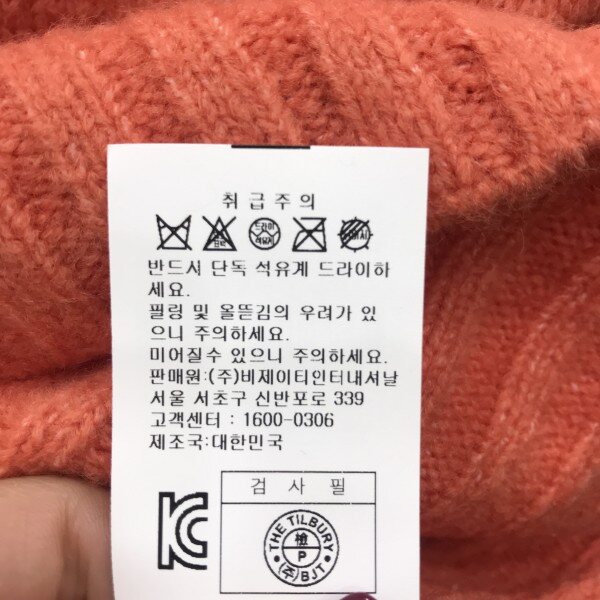 취급주의
드라이
석유계
반드시 단독 석유계 드라이하
세요.
필링 및 올뜯김의 우려가 있
으니 주의하세요.
미어질수 있으니 주의하세요.
판매원:(주)비제이티인터내셔날
서울 서초구 신반포로 339
고객센터 : 1600-0306
제조국:대한민국
검 사 필
THE TILBURY
檢
P
(주)BJT
KC